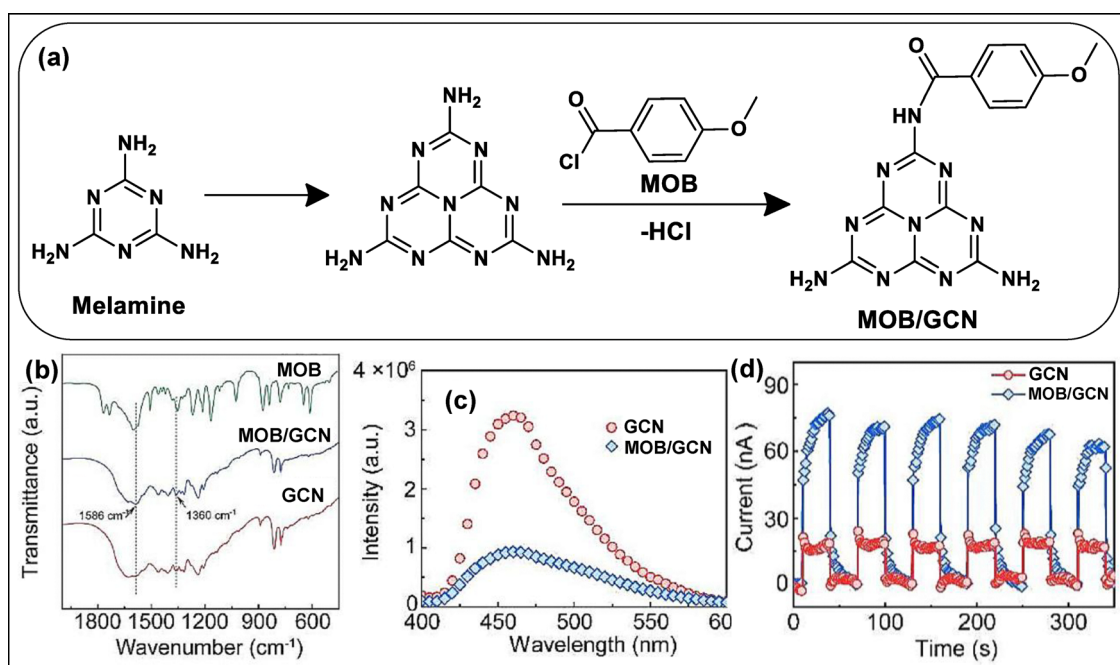 (a)
NH₂
N
N
N
H₂N
NH₂
Melamine
NH₂
N
N
N
N
N
N
N
H₂N
NH₂
O
Cl
O
MOB
-HCl
O
O
HN
N
N
N
N
N
N
N
H₂N
NH₂
MOB/GCN
(b)
Transmittance (a.u.)
MOB
MOB/GCN
GCN
1586 cm⁻¹
1360 cm⁻¹
1800 1500 1200 900 600
Wavenumber (cm⁻¹)
(c)
4 ×10⁶
3
2
1
0
Intensity (a.u.)
GCN
MOB/GCN
400 450 500 550 60
Wavelength (nm)
(d)
90
60
30
0
Current (nA)
GCN
MOB/GCN
0 100 200 300
Time (s)